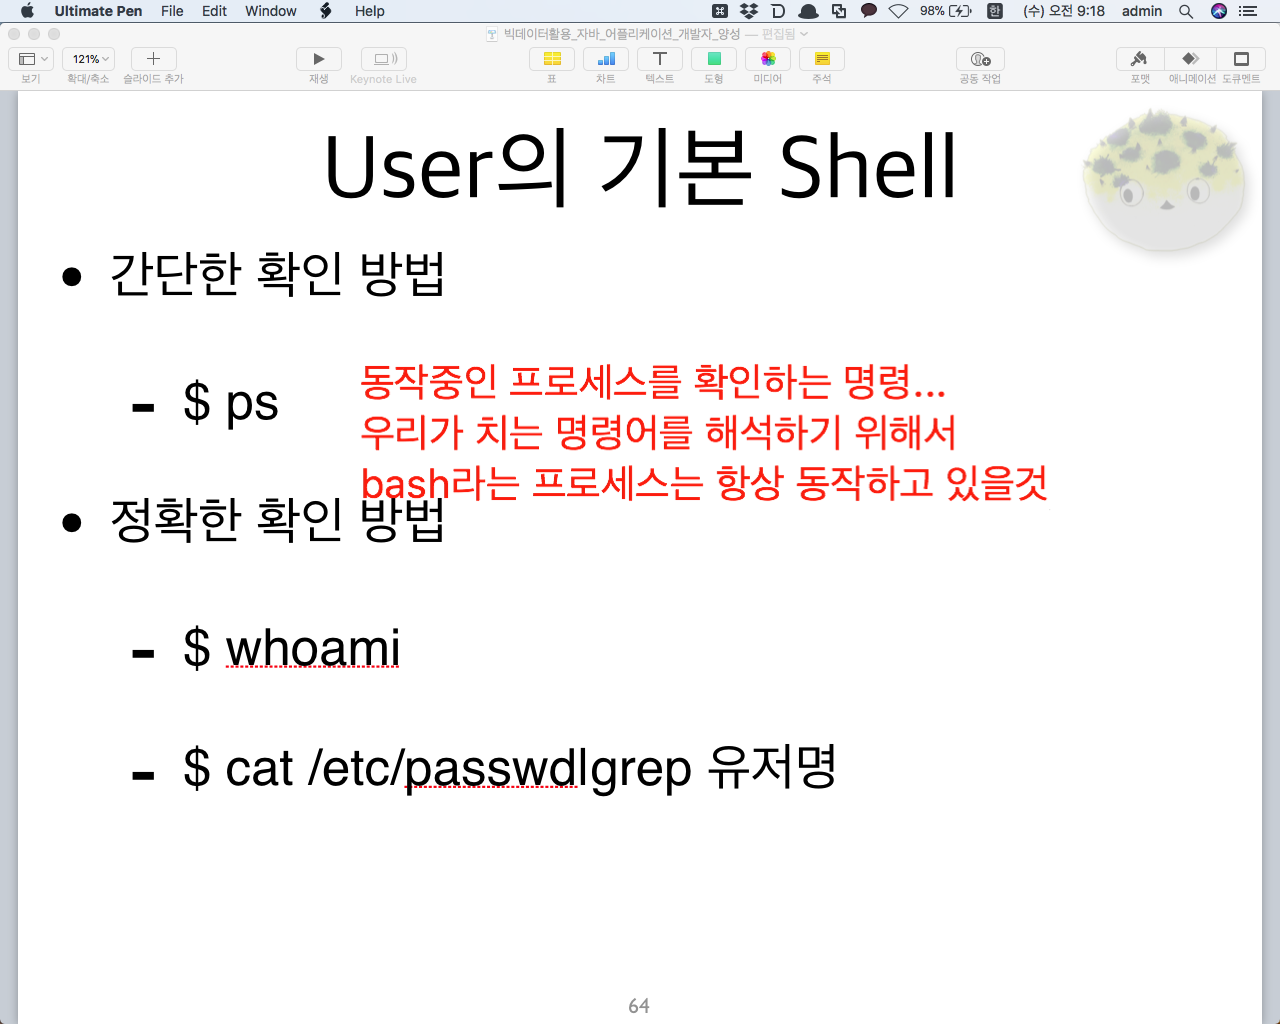 Ultimate Pen File Edit Window Help 98% 한 (수) 오전 9:18 admin
빅데이터활용_자바_어플리케이션_개발자_양성 — 편집됨
121%
보기 확대/축소 슬라이드 추가 재생 Keynote Live 표 차트 텍스트 도형 미디어 주석 공동 작업 포맷 애니메이션 도큐멘트
User의 기본 Shell
• 간단한 확인 방법
- $ ps
동작중인 프로세스를 확인하는 명령...
우리가 치는 명령어를 해석하기 위해서
bash라는 프로세스는 항상 동작하고 있을것
• 정확한 확인 방법
- $ whoami
- $ cat /etc/passwd|grep 유저명
64